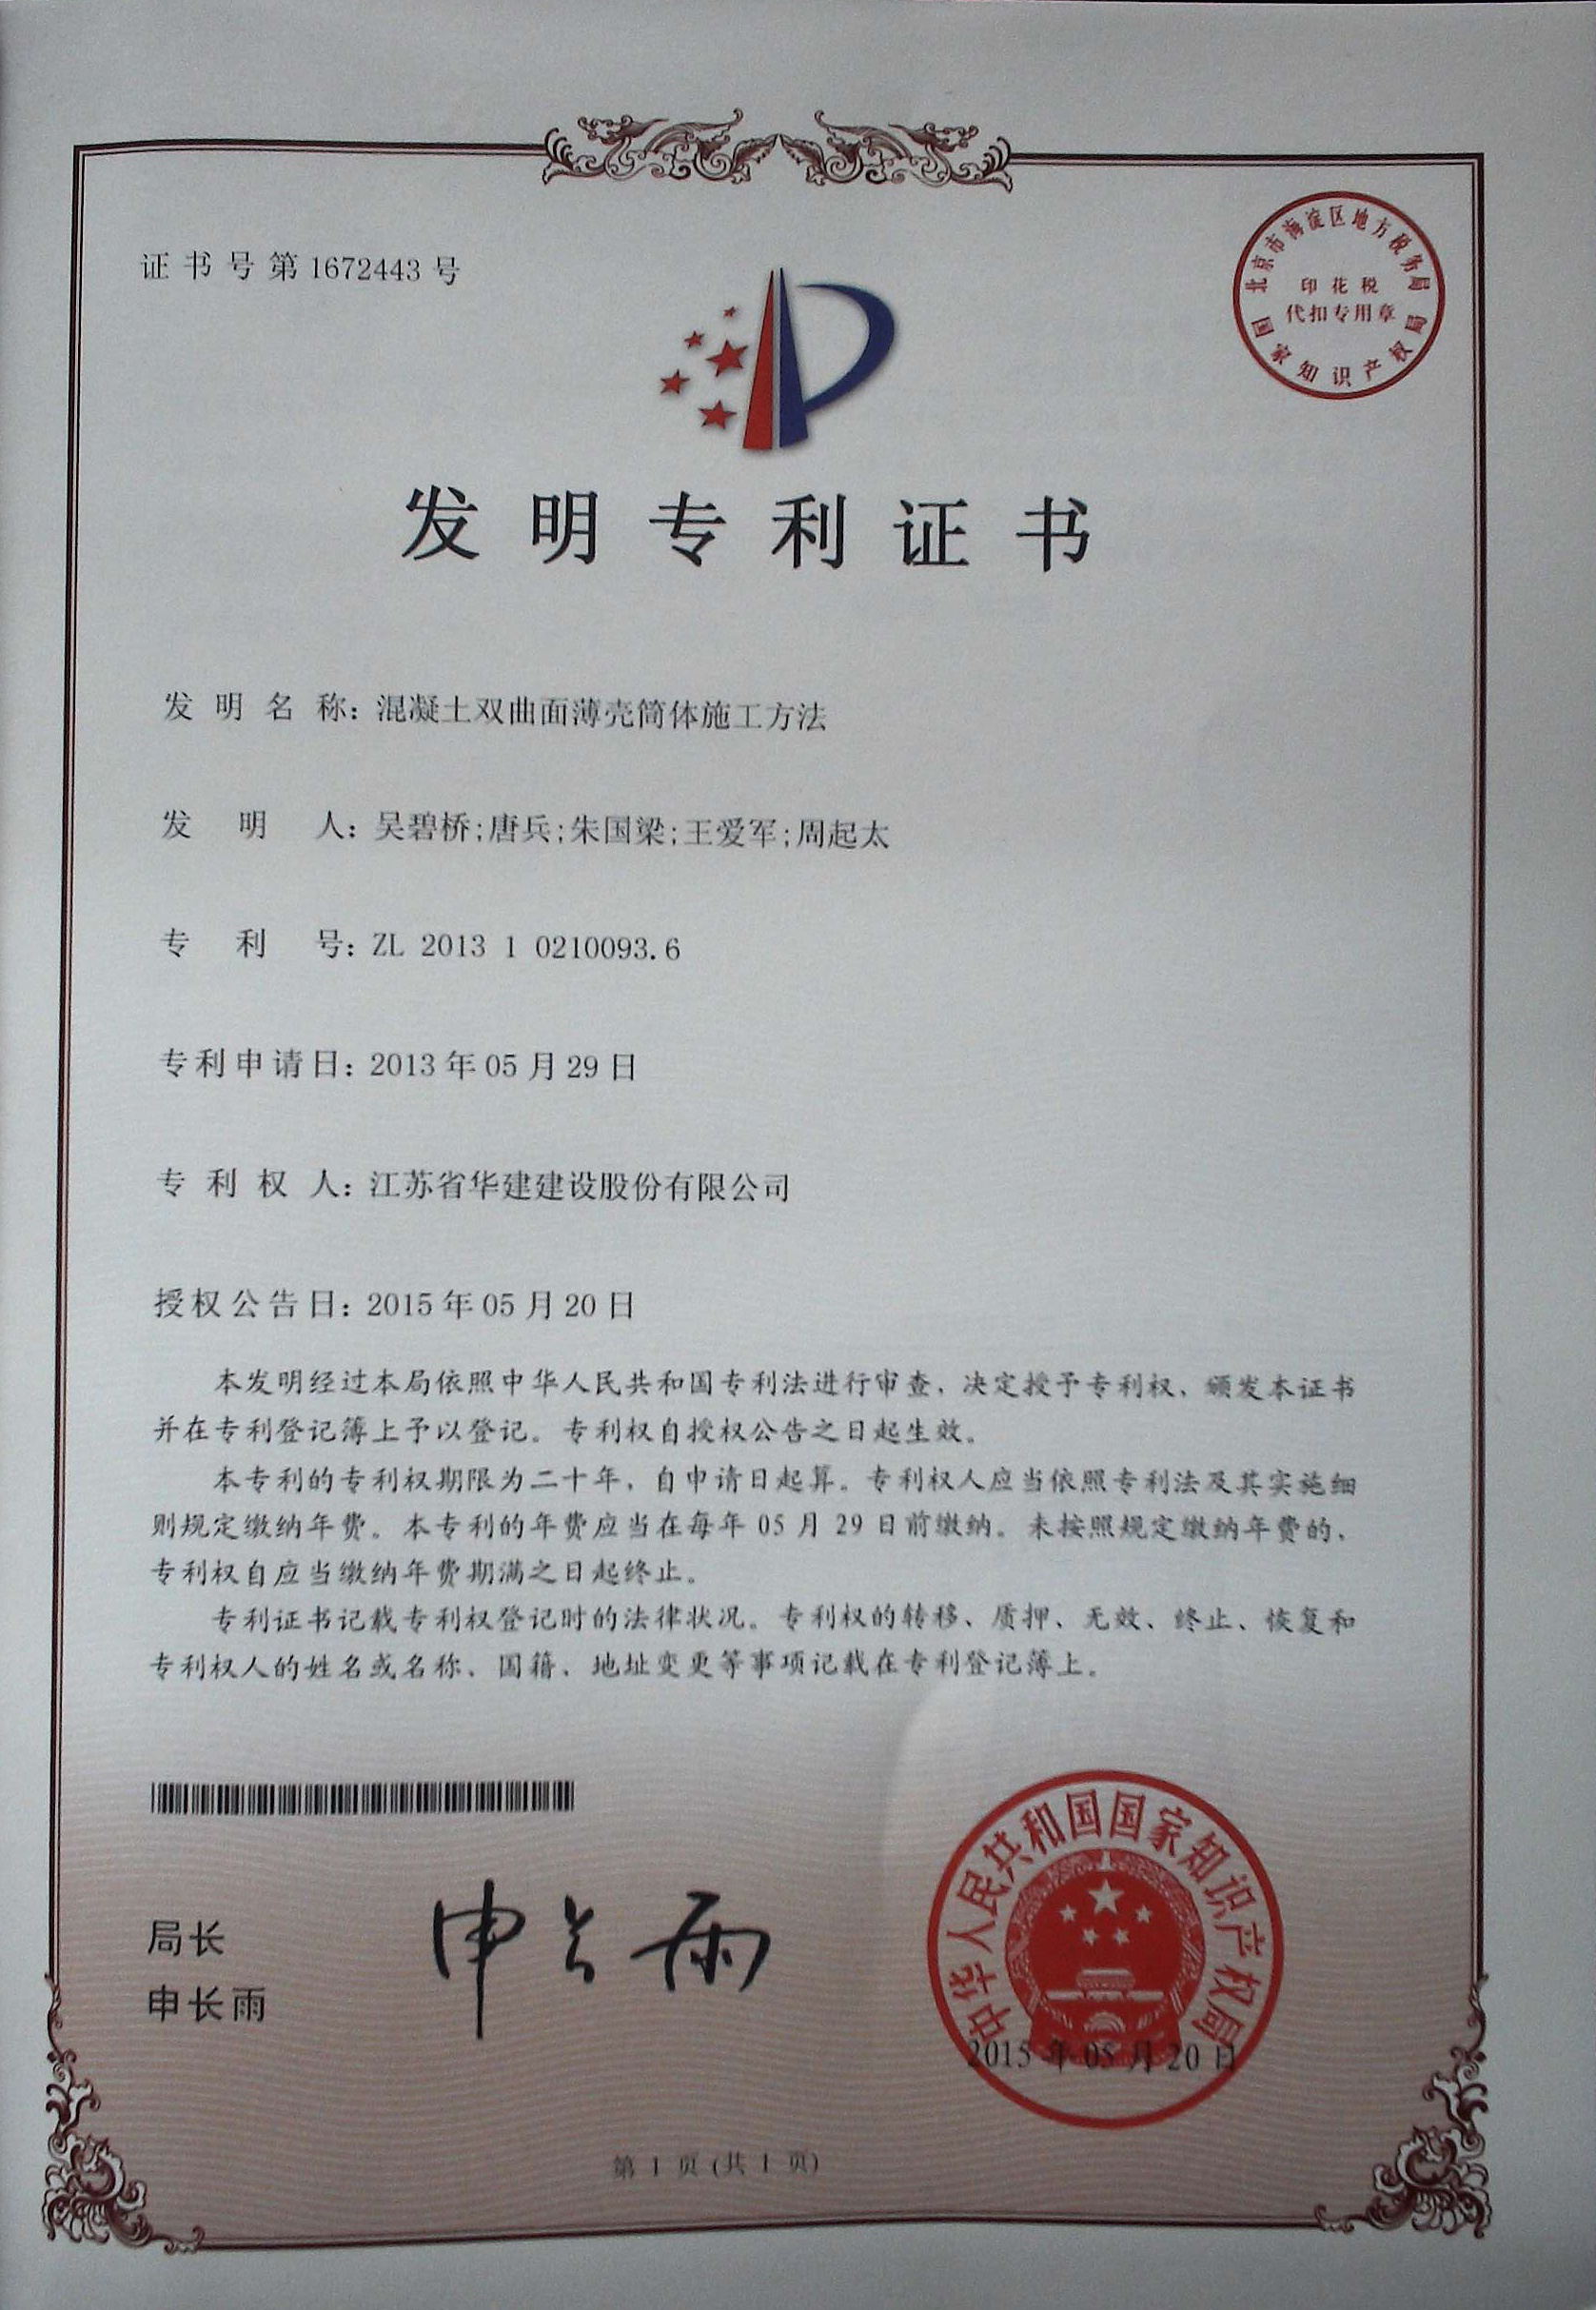 证书号第1672443号
北京市海淀区地方税务局
印花税
代扣专用章
国家知识产权局
发明专利证书
发明名称：混凝土双曲面薄壳筒体施工方法
发明人：吴碧桥;唐兵;朱国梁;王爱军;周起太
专利号：ZL 2013 1 0210093.6
专利申请日：2013年05月29日
专利权人：江苏省华建建设股份有限公司
授权公告日：2015年05月20日
本发明经过本局依照中华人民共和国专利法进行审查，决定授予专利权，颁发本证书
并在专利登记簿上予以登记。专利权自授权公告之日起生效。
本专利的专利权期限为二十年，自申请日起算。专利权人应当依照专利法及其实施细
则规定缴纳年费。本专利的年费应当在每年05月29日前缴纳。未按照规定缴纳年费的，
专利权自应当缴纳年费期满之日起终止。
专利证书记载专利权登记时的法律状况。专利权的转移、质押、无效、终止、恢复和
专利权人的姓名或名称、国籍、地址变更等事项记载在专利登记簿上。
局长
申长雨
申长雨
中华人民共和国国家知识产权局
2015年05月20日
第1页(共1页)